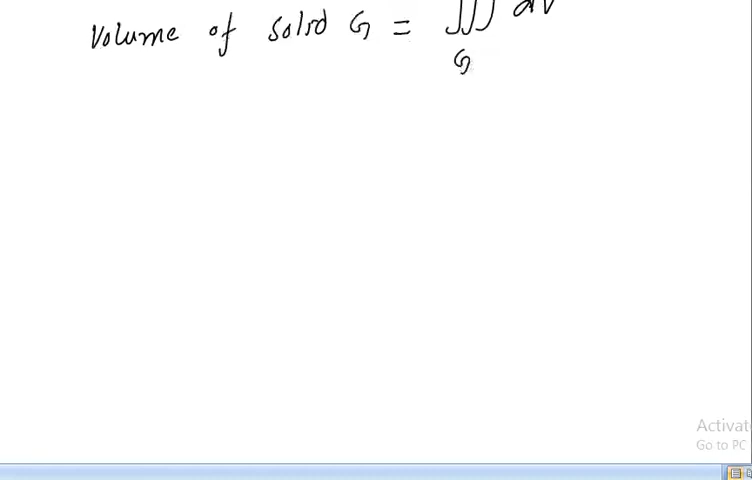 Volume of solid G = ∭ dV
G
Activat
Go to PC